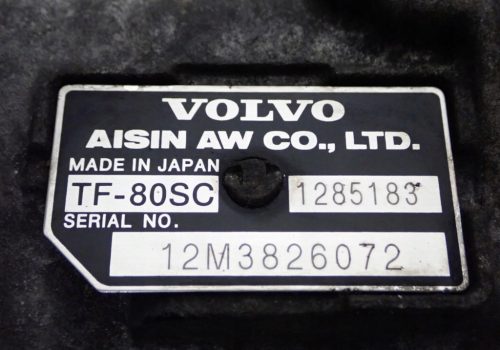 VOLVO
AISIN AW CO., LTD.
MADE IN JAPAN
TF-80SC 1285183
SERIAL NO.
12M3826072